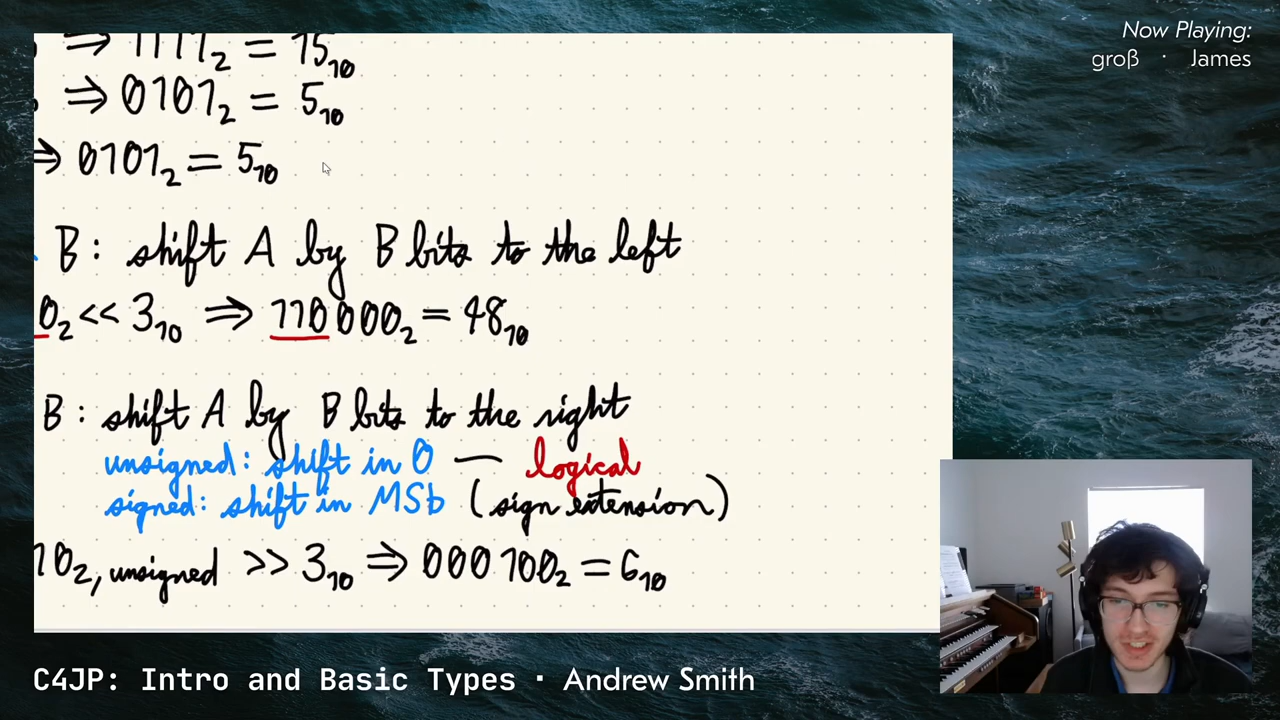 Now Playing:
groß · James
⇒ 1111₂ = 15₁₀
⇒ 0101₂ = 5₁₀
⇒ 0101₂ = 5₁₀
B: shift A by B bits to the left
0₂ << 3₁₀ ⇒ 110000₂ = 48₁₀
B: shift A by B bits to the right
unsigned: shift in 0 — logical
signed: shift in MSb (sign extension)
10₂, unsigned >> 3₁₀ ⇒ 000100₂ = 6₁₀
C4JP: Intro and Basic Types · Andrew Smith